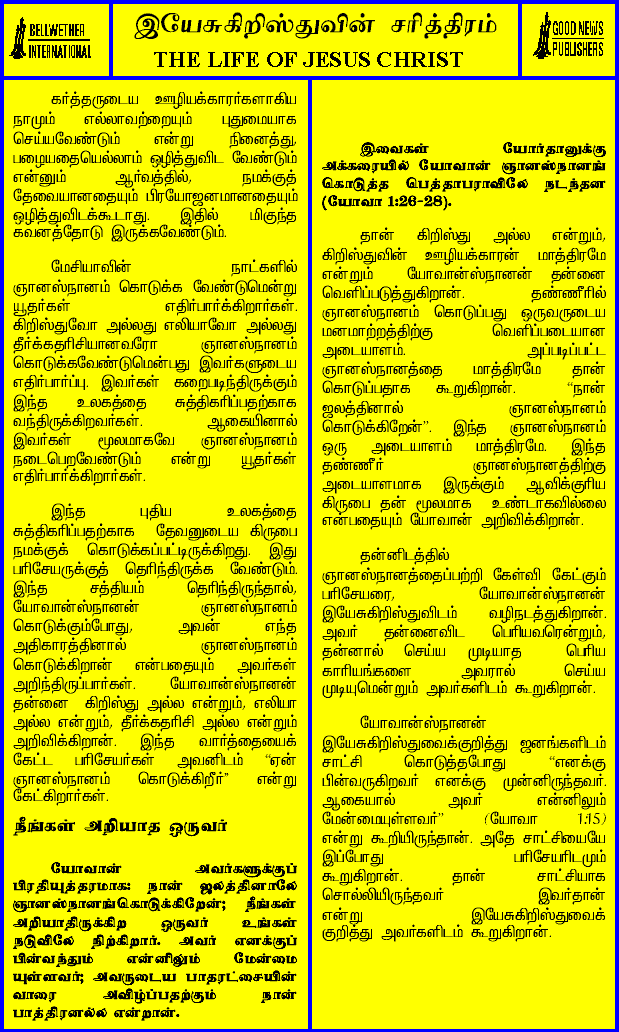 BELLWETHER
INTERNATIONAL
இயேசுகிறிஸ்துவின் சரித்திரம்
THE LIFE OF JESUS CHRIST
GOOD NEWS
PUBLISHERS
கர்த்தருடைய ஊழியக்காரர்களாகிய
நாமும் எல்லாவற்றையும் புதுமையாக
செய்யவேண்டும் என்று நினைத்து,
பழையதையெல்லாம் ஒழித்துவிட வேண்டும்
என்னும் ஆர்வத்தில், நமக்குத்
தேவையானதையும் பிரயோஜனமானதையும்
ஒழித்துவிடக்கூடாது. இதில் மிகுந்த
கவனத்தோடு இருக்கவேண்டும்.
மேசியாவின் நாட்களில்
ஞானஸ்நானம் கொடுக்க வேண்டுமென்று
யூதர்கள் எதிர்பார்க்கிறார்கள்.
கிறிஸ்துவோ அல்லது எலியாவோ அல்லது
தீர்க்கதரிசியானவரோ ஞானஸ்நானம்
கொடுக்கவேண்டுமென்பது இவர்களுடைய
எதிர்பார்ப்பு. இவர்கள் கறைபடிந்திருக்கும்
இந்த உலகத்தை சுத்திகரிப்பதற்காக
வந்திருக்கிறவர்கள். ஆகையினால்
இவர்கள் மூலமாகவே ஞானஸ்நானம்
நடைபெறவேண்டும் என்று யூதர்கள்
எதிர்பார்க்கிறார்கள்.
இந்த புதிய உலகத்தை
சுத்திகரிப்பதற்காக தேவனுடைய கிருபை
நமக்குக் கொடுக்கப்பட்டிருக்கிறது. இது
பரிசேயருக்குத் தெரிந்திருக்க வேண்டும்.
இந்த சத்தியம் தெரிந்திருந்தால்,
யோவான்ஸ்நானன் ஞானஸ்நானம்
கொடுக்கும்போது, அவன் எந்த
அதிகாரத்தினால் ஞானஸ்நானம்
கொடுக்கிறான் என்பதையும் அவர்கள்
அறிந்திருப்பார்கள். யோவான்ஸ்நானன்
தன்னை கிறிஸ்து அல்ல என்றும், எலியா
அல்ல என்றும், தீர்க்கதரிசி அல்ல என்றும்
அறிவிக்கிறான். இந்த வார்த்தையைக்
கேட்ட பரிசேயர்கள் அவனிடம் “ஏன்
ஞானஸ்நானம் கொடுக்கிறீர்” என்று
கேட்கிறார்கள்.
நீங்கள் அறியாத ஒருவர்
யோவான் அவர்களுக்குப்
பிரதியுத்தரமாக: நான் ஜலத்தினாலே
ஞானஸ்நானங்கொடுக்கிறேன்; நீங்கள்
அறியாதிருக்கிற ஒருவர் உங்கள்
நடுவிலே நிற்கிறார். அவர் எனக்குப்
பின்வந்தும் என்னிலும் மேன்மை
யுள்ளவர்; அவருடைய பாதரட்சையின்
வாரை அவிழ்ப்பதற்கும் நான்
பாத்திரனல்ல என்றான்.
இவைகள் யோர்தானுக்கு
அக்கரையில் யோவான் ஞானஸ்நானங்
கொடுத்த பெத்தாபராவிலே நடந்தன
(யோவா 1:26-28).
தான் கிறிஸ்து அல்ல என்றும்,
கிறிஸ்துவின் ஊழியக்காரன் மாத்திரமே
என்றும் யோவான்ஸ்நானன் தன்னை
வெளிப்படுத்துகிறான். தண்ணீரில்
ஞானஸ்நானம் கொடுப்பது ஒருவருடைய
மனமாற்றத்திற்கு வெளிப்படையான
அடையாளம். அப்படிப்பட்ட
ஞானஸ்நானத்தை மாத்திரமே தான்
கொடுப்பதாக கூறுகிறான். “நான்
ஜலத்தினால் ஞானஸ்நானம்
கொடுக்கிறேன்”. இந்த ஞானஸ்நானம்
ஒரு அடையாளம் மாத்திரமே. இந்த
தண்ணீர் ஞானஸ்நானத்திற்கு
அடையாளமாக இருக்கும் ஆவிக்குரிய
கிருபை தன் மூலமாக உண்டாகவில்லை
என்பதையும் யோவான் அறிவிக்கிறான்.
தன்னிடத்தில்
ஞானஸ்நானத்தைப்பற்றி கேள்வி கேட்கும்
பரிசேயரை, யோவான்ஸ்நானன்
இயேசுகிறிஸ்துவிடம் வழிநடத்துகிறான்.
அவர் தன்னைவிட பெரியவரென்றும்,
தன்னால் செய்ய முடியாத பெரிய
காரியங்களை அவரால் செய்ய
முடியுமென்றும் அவர்களிடம் கூறுகிறான்.
யோவான்ஸ்நானன்
இயேசுகிறிஸ்துவைக்குறித்து ஜனங்களிடம்
சாட்சி கொடுத்தபோது “எனக்கு
பின்வருகிறவர் எனக்கு முன்னிருந்தவர்.
ஆகையால் அவர் என்னிலும்
மேன்மையுள்ளவர்” (யோவா 1:15)
என்று கூறியிருந்தான். அதே சாட்சியையே
இப்போது பரிசேயரிடமும்
கூறுகிறான். தான் சாட்சியாக
சொல்லியிருந்தவர் இவர்தான்
என்று இயேசுகிறிஸ்துவைக்
குறித்து அவர்களிடம் கூறுகிறான்.